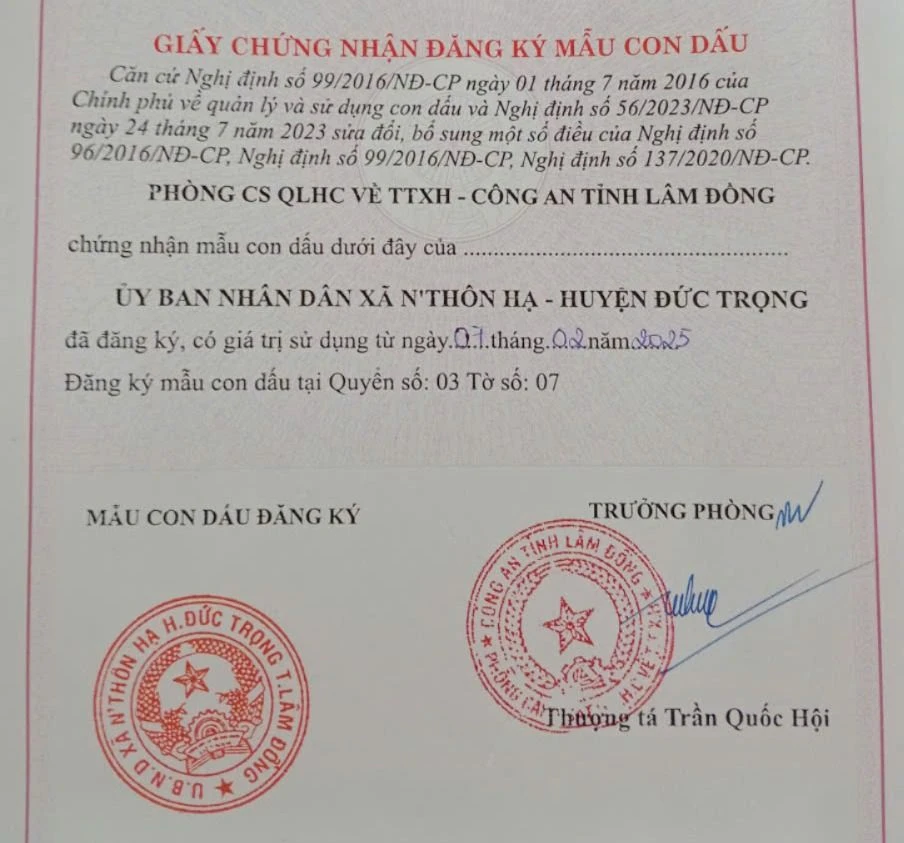 GIẤY CHỨNG NHẬN ĐĂNG KÝ MẪU CON DẤU
Căn cứ Nghị định số 99/2016/NĐ-CP ngày 01 tháng 7 năm 2016 của
Chính phủ về quản lý và sử dụng con dấu và Nghị định số 56/2023/NĐ-CP
ngày 24 tháng 7 năm 2023 sửa đổi, bổ sung một số điều của Nghị định số
96/2016/NĐ-CP, Nghị định số 99/2016/NĐ-CP, Nghị định số 137/2020/NĐ-CP.
PHÒNG CS QLHC VỀ TTXH - CÔNG AN TỈNH LÂM ĐỒNG
chứng nhận mẫu con dấu dưới đây của ....................................................
ỦY BAN NHÂN DÂN XÃ N'THÔN HẠ - HUYỆN ĐỨC TRỌNG
đã đăng ký, có giá trị sử dụng từ ngày.07.tháng.02.năm.2025
Đăng ký mẫu con dấu tại Quyển số: 03 Tờ số: 07
MẪU CON DẤU ĐĂNG KÝ
TRƯỞNG PHÒNG
U.B.N.D XÃ N'THÔN HẠ H.ĐỨC TRỌNG T.LÂM ĐỒNG
CÔNG AN TỈNH LÂM ĐỒNG
PHÒNG
Thượng tá Trần Quốc Hội